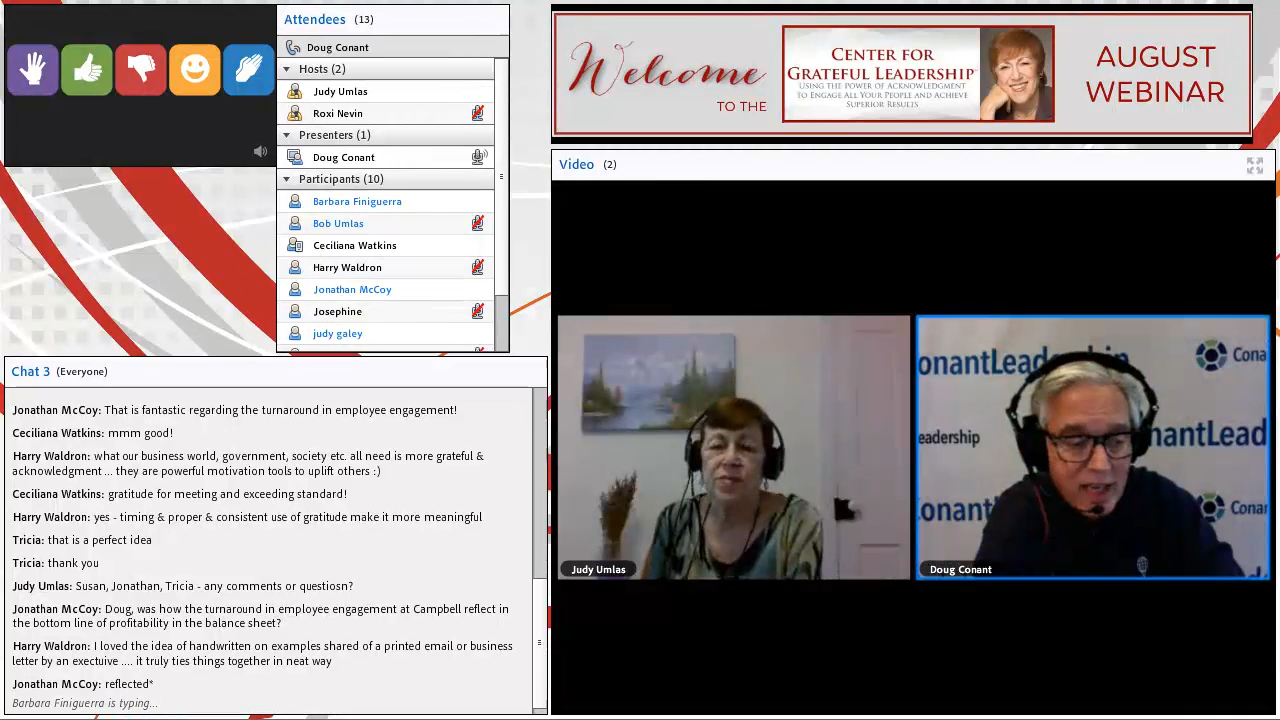 Attendees (13)
Doug Conant
Hosts (2)
Judy Umlas
Roxi Nevin
Presenters (1)
Doug Conant
Participants (10)
Barbara Finiguerra
Bob Umlas
Ceciliana Watkins
Harry Waldron
Jonathan McCoy
Josephine
judy galey
Chat 3 (Everyone)
Jonathan McCoy: That is fantastic regarding the turnaround in employee engagement!
Ceciliana Watkins: mmm good!
Harry Waldron: what our business world, government, society etc. all need is more grateful &
acknowledgment ... they are powerful motivation tools to uplift others :)
Ceciliana Watkins: gratitude for meeting and exceeding standard!
Harry Waldron: yes - timing & proper & consistent use of gratitude make it more meaningful
Tricia: that is a perfect idea
Tricia: thank you
Judy Umlas: Susan, Jonathan, Tricia - any comments or questiosn?
Jonathan McCoy: Doug, was how the turnaround in employee engagement at Campbell reflect in
the bottom line of profitability in the balance sheet?
Harry Waldron: I loved the idea of handwritten on examples shared of a printed email or business
letter by an exectuive .... it truly ties things together in neat way
Jonathan McCoy: reflected*
Barbara Finiguerra is typing...
Welcome
TO THE
CENTER FOR
GRATEFUL LEADERSHIP
USING THE POWER OF ACKNOWLEDGMENT
TO ENGAGE ALL YOUR PEOPLE AND ACHIEVE
SUPERIOR RESULTS
AUGUST
WEBINAR
Video (2)
onantLeadership
Cona
eadership
nantLead
Conant
Conan
Judy Umlas
Doug Conant